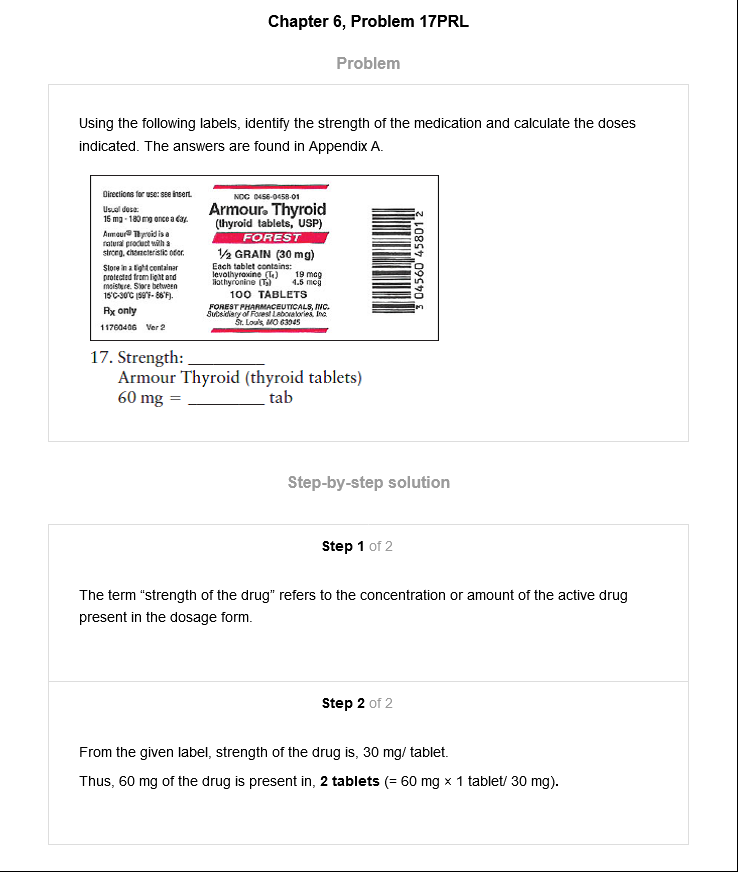 Chapter 6, Problem 17PRL
Problem
Using the following labels, identify the strength of the medication and calculate the doses
indicated. The answers are found in Appendix A.
Directions for use: see insert.
Usual dose:
15 mg - 180 mg once a day.
Armour® Thyroid is a
natural product with a
strong, characteristic odor.
Store in a tight container
protected from light and
moisture. Store between
15°C-30°C (59°F- 86°F).
Rx only
11760406 Ver 2
NDC 0456-0458-01
Armour® Thyroid
(thyroid tablets, USP)
FOREST
½ GRAIN (30 mg)
Each tablet contains:
levothyroxine (T₄) 19 mcg
liothyronine (T₃) 4.5 mcg
100 TABLETS
FOREST PHARMACEUTICALS, INC.
Subsidiary of Forest Laboratories, Inc.
St. Louis, MO 63045
3 04560 45801 2
17. Strength: _________
Armour Thyroid (thyroid tablets)
60 mg = _________ tab
Step-by-step solution
Step 1 of 2
The term “strength of the drug” refers to the concentration or amount of the active drug
present in the dosage form.
Step 2 of 2
From the given label, strength of the drug is, 30 mg/ tablet.
Thus, 60 mg of the drug is present in, 2 tablets (= 60 mg × 1 tablet/ 30 mg).